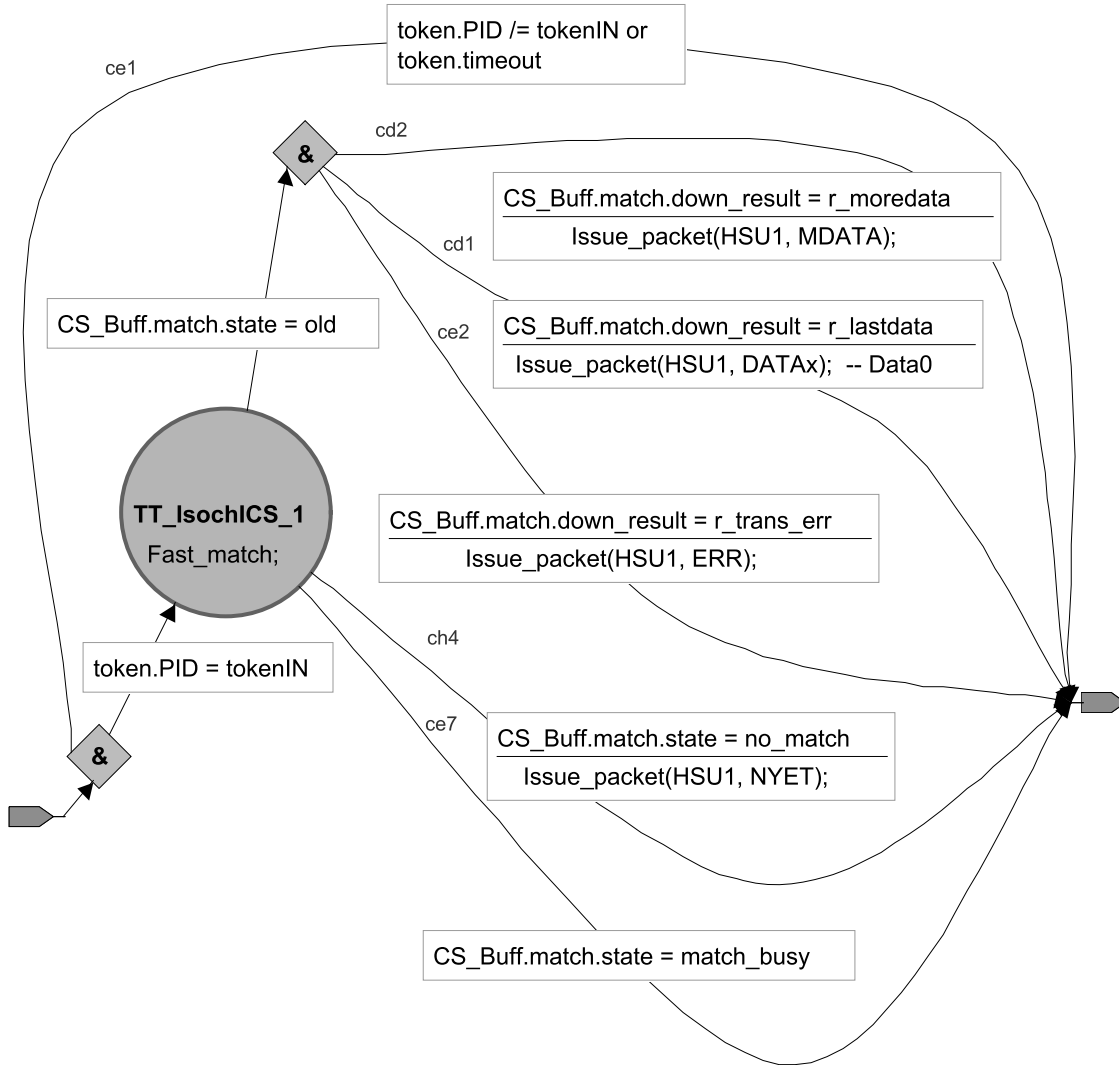 token.PID /= tokenIN or
token.timeout
ce1
cd2
&
CS_Buff.match.down_result = r_moredata
Issue_packet(HSU1, MDATA);
cd1
CS_Buff.match.state = old
ce2
CS_Buff.match.down_result = r_lastdata
Issue_packet(HSU1, DATAx);  -- Data0
TT_IsochICS_1
Fast_match;
CS_Buff.match.down_result = r_trans_err
Issue_packet(HSU1, ERR);
ch4
token.PID = tokenIN
ce7
CS_Buff.match.state = no_match
Issue_packet(HSU1, NYET);
&
CS_Buff.match.state = match_busy